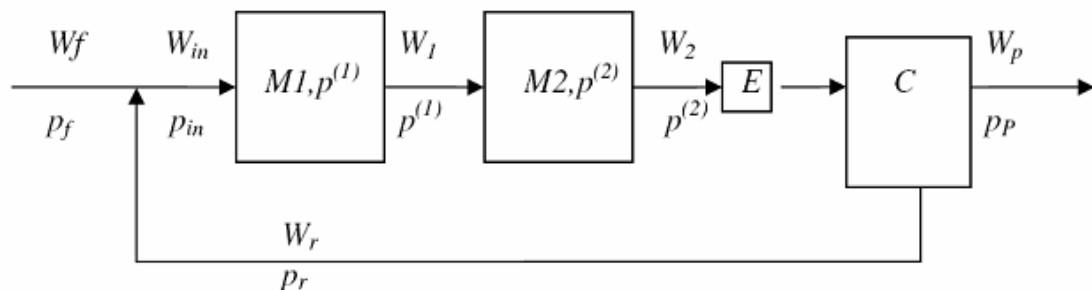 Wf W_in W_1 W_2 W_p
M1,p^(1) M2,p^(2) E C
p_f p_in p^(1) p^(2) p_P
W_r
p_r